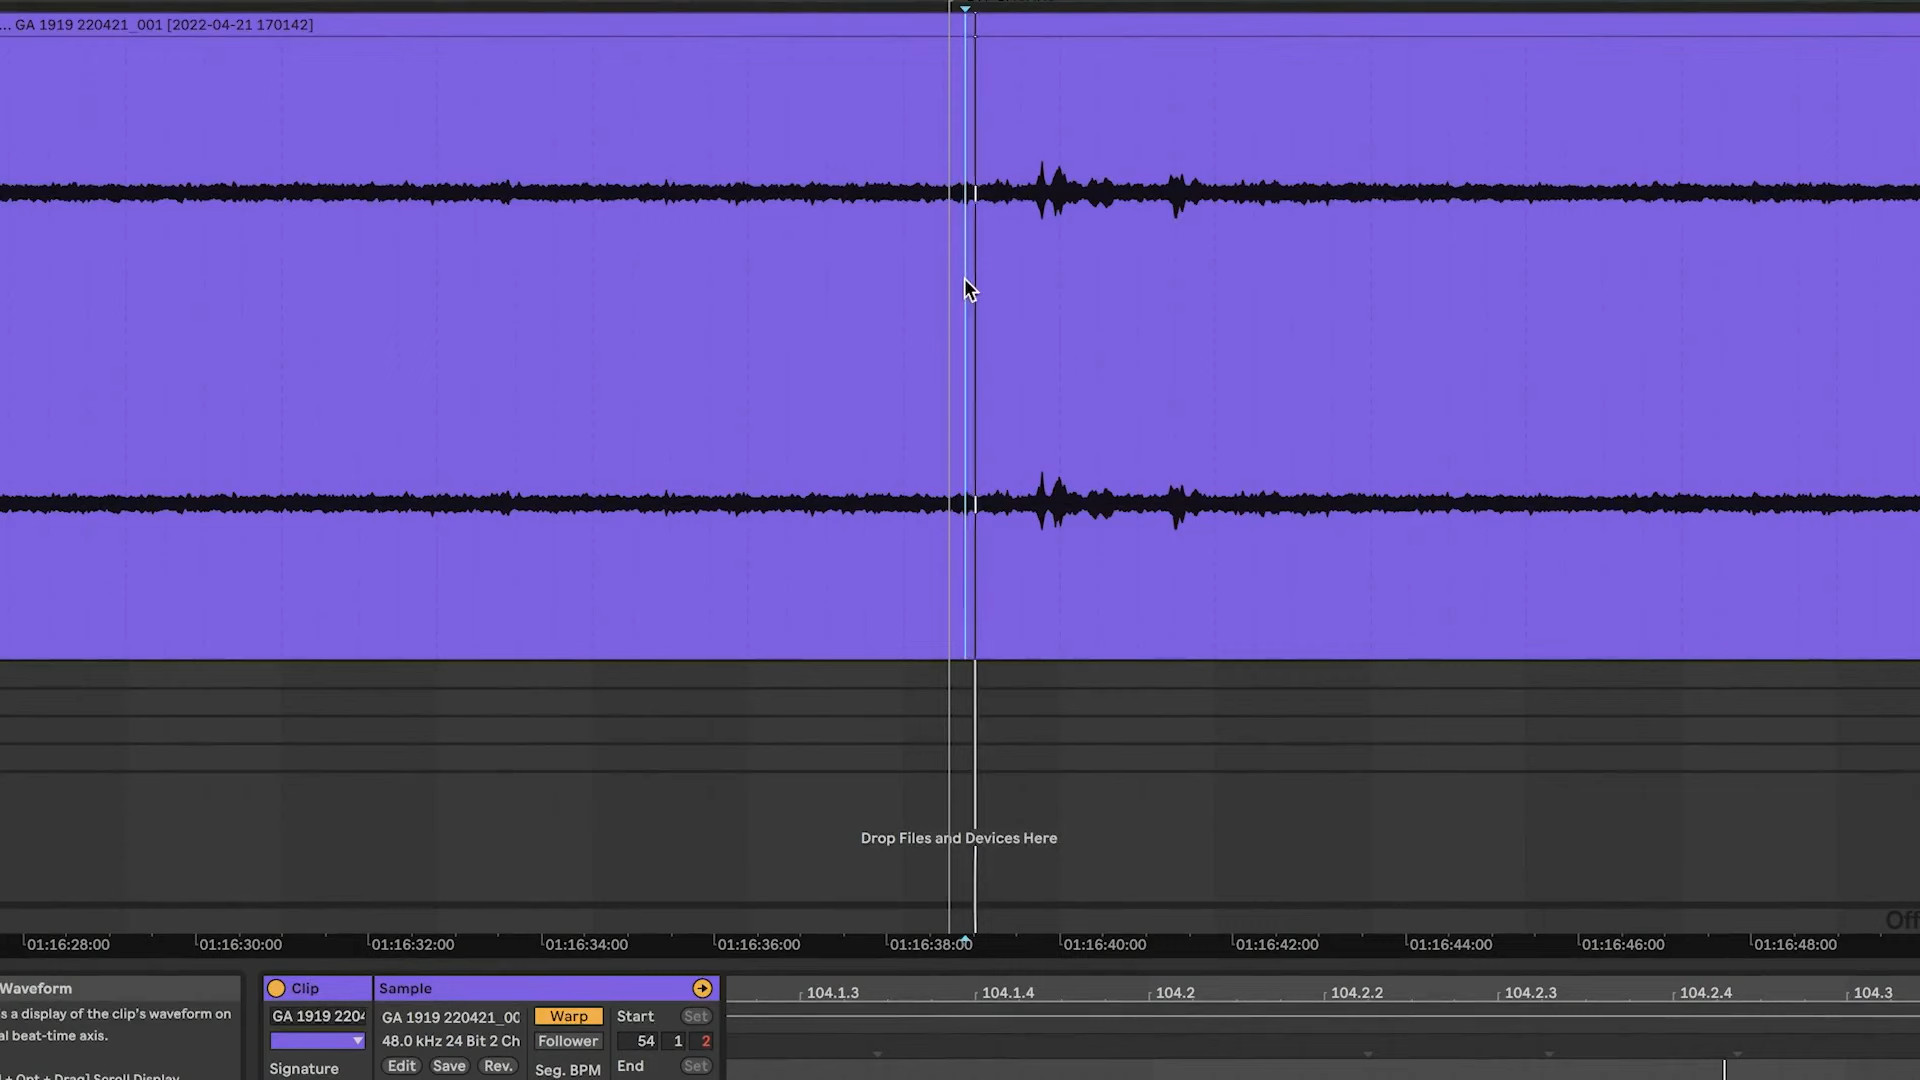 ... GA 1919 220421_001 [2022-04-21 170142]
Drop Files and Devices Here
Off
01:16:28:00 01:16:30:00 01:16:32:00 01:16:34:00 01:16:36:00 01:16:38:00 01:16:40:00 01:16:42:00 01:16:44:00 01:16:46:00 01:16:48:00
Waveform
s a display of the clip's waveform on
al beat-time axis.
+ Opt + Drag] Scroll Display
Clip
GA 1919 2204
Signature
Sample
GA 1919 220421_00
48.0 kHz 24 Bit 2 Ch
Edit Save Rev.
Warp
Follower
Seg. BPM
Start Set
54 1 2
End Set
104.1.3 104.1.4 104.2 104.2.2 104.2.3 104.2.4 104.3